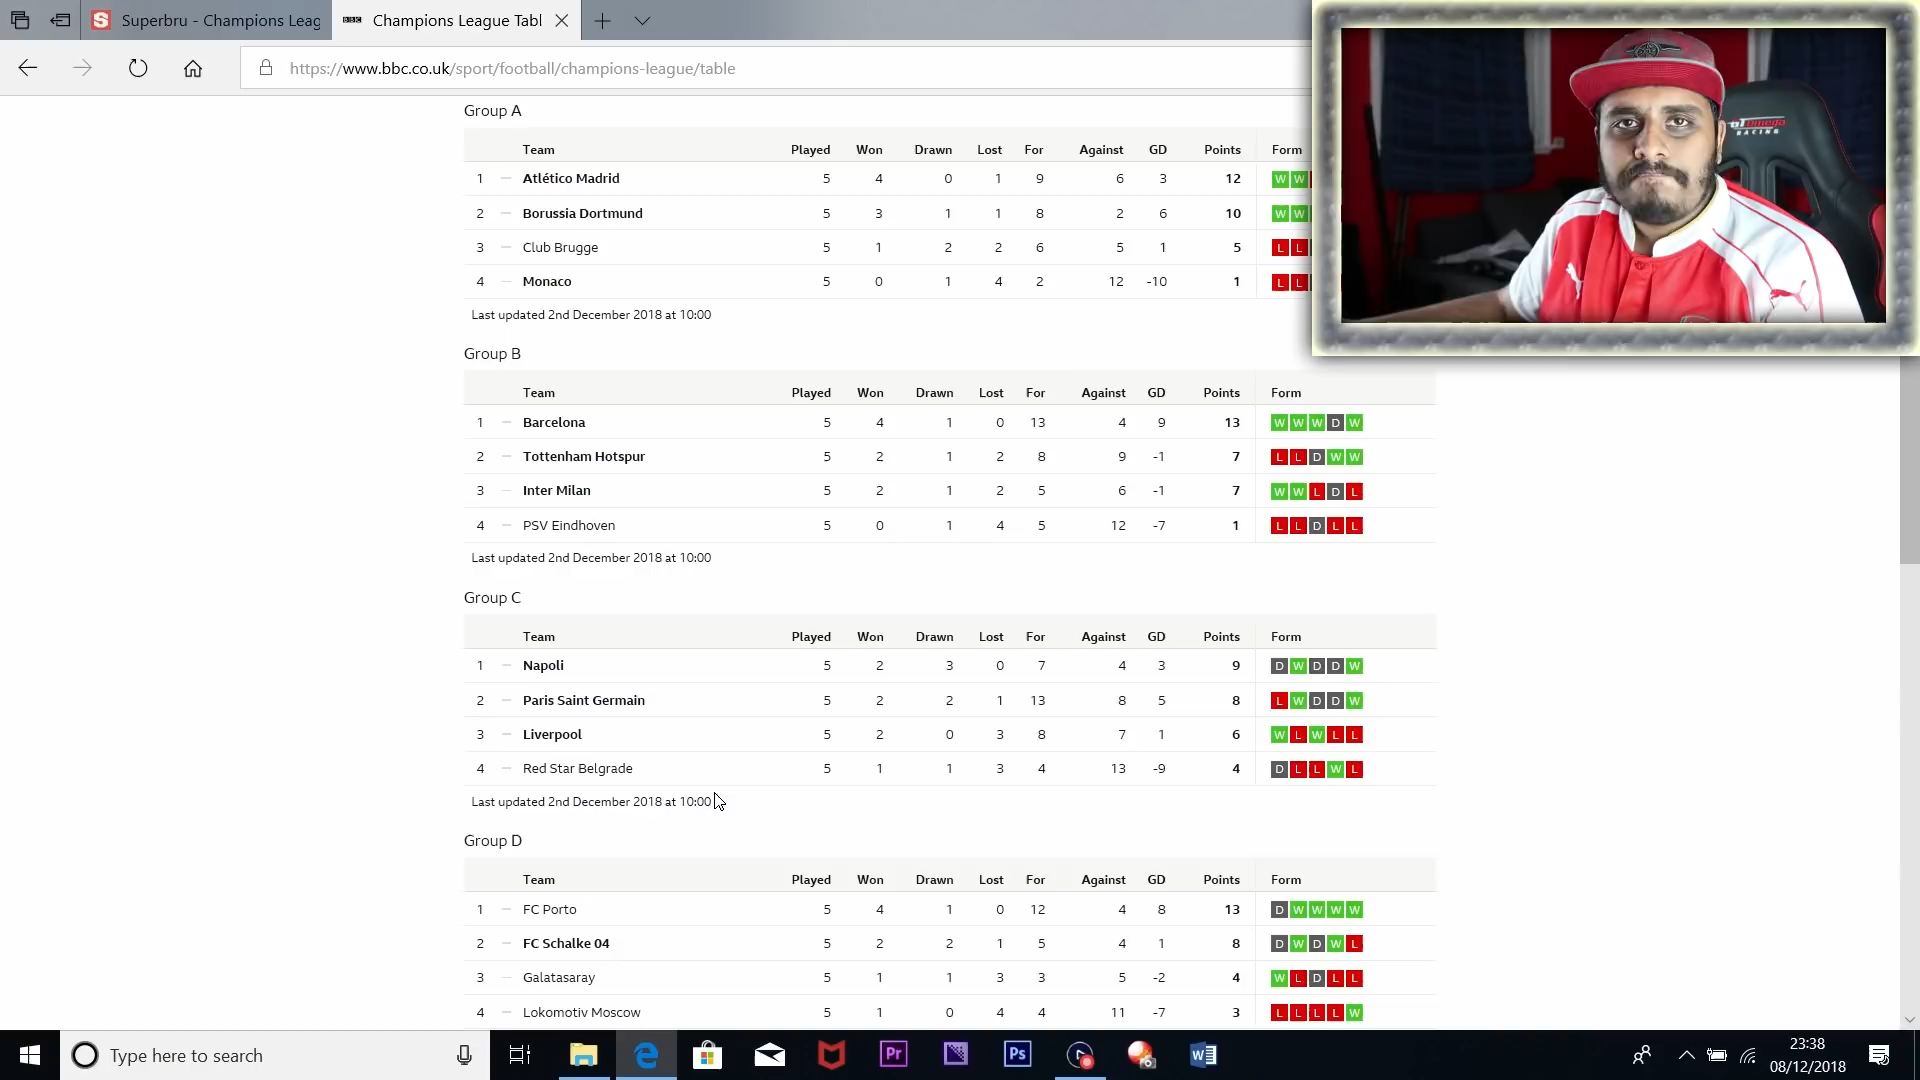 Superbru - Champions Leag
BBC Champions League Tabl
https://www.bbc.co.uk/sport/football/champions-league/table
Group A
Team Played Won Drawn Lost For Against GD Points Form
1 Atlético Madrid 5 4 0 1 9 6 3 12 W W
2 Borussia Dortmund 5 3 1 1 8 2 6 10 W W
3 Club Brugge 5 1 2 2 6 5 1 5 L L
4 Monaco 5 0 1 4 2 12 -10 1 L L
Last updated 2nd December 2018 at 10:00
Group B
Team Played Won Drawn Lost For Against GD Points Form
1 Barcelona 5 4 1 0 13 4 9 13 W W W D W
2 Tottenham Hotspur 5 2 1 2 8 9 -1 7 L L D W W
3 Inter Milan 5 2 1 2 5 6 -1 7 W W L D L
4 PSV Eindhoven 5 0 1 4 5 12 -7 1 L L D L L
Last updated 2nd December 2018 at 10:00
Group C
Team Played Won Drawn Lost For Against GD Points Form
1 Napoli 5 2 3 0 7 4 3 9 D W D D W
2 Paris Saint Germain 5 2 2 1 13 8 5 8 L W D D W
3 Liverpool 5 2 0 3 8 7 1 6 W L W L L
4 Red Star Belgrade 5 1 1 3 4 13 -9 4 D L L W L
Last updated 2nd December 2018 at 10:00
Group D
Team Played Won Drawn Lost For Against GD Points Form
1 FC Porto 5 4 1 0 12 4 8 13 D W W W W
2 FC Schalke 04 5 2 2 1 5 4 1 8 D W D W L
3 Galatasaray 5 1 1 3 3 5 -2 4 W L D L L
4 Lokomotiv Moscow 5 1 0 4 4 11 -7 3 L L L L W
GT Omega
RACING
Type here to search
Pr
Ps
23:38
08/12/2018